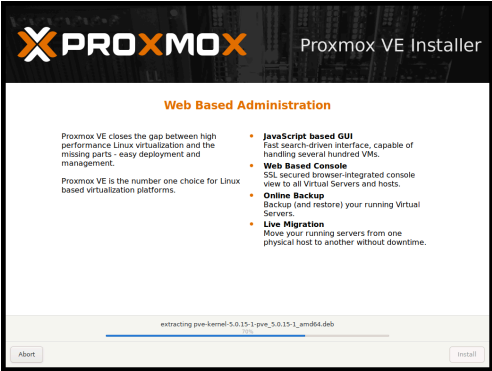 PROXMOX
Proxmox VE Installer
Web Based Administration
Proxmox VE closes the gap between high
performance Linux virtualization and the
missing parts - easy deployment and
management.
Proxmox VE is the number one choice for Linux
based virtualization platforms.
• JavaScript based GUI
Fast search-driven interface, capable of
handling several hundred VMs.
• Web Based Console
SSL secured browser-integrated console
view to all Virtual Servers and hosts.
• Online Backup
Backup (and restore) your running Virtual
Servers.
• Live Migration
Move your running servers from one
physical host to another without downtime.
extracting pve-kernel-5.0.15-1-pve_5.0.15-1_amd64.deb
70%
Abort
Install